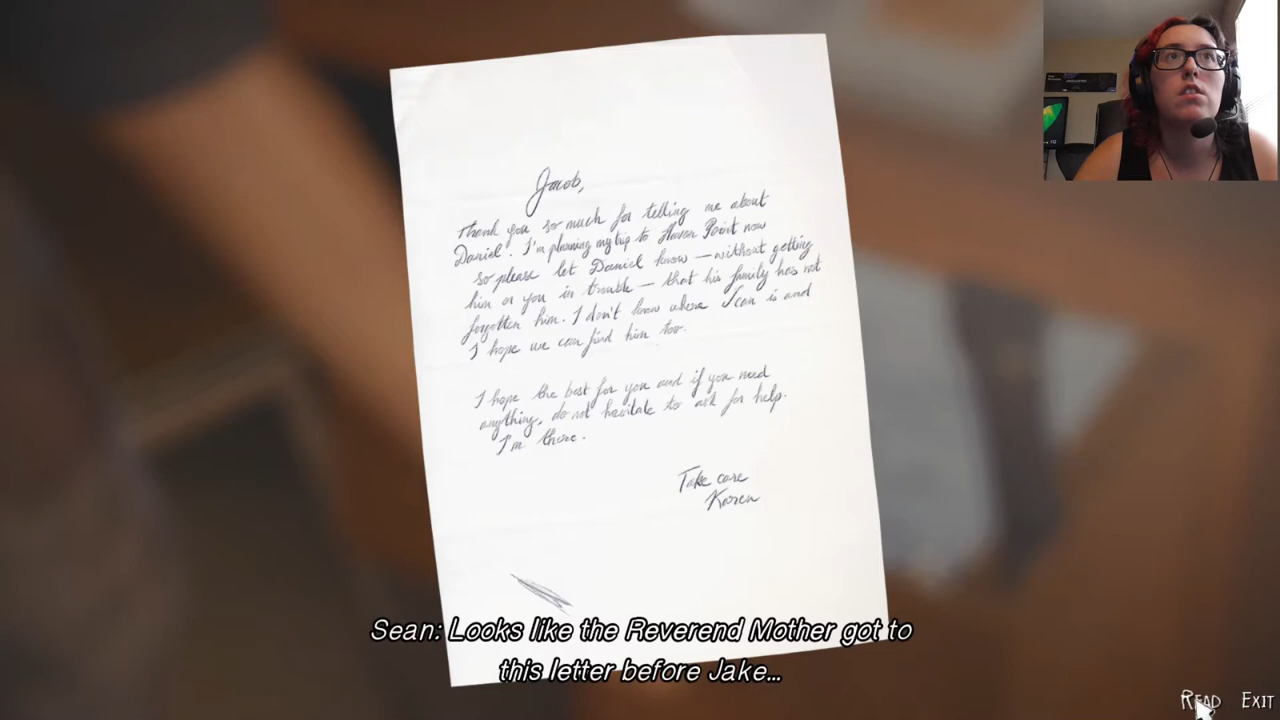 Jacob,
Thank you so much for telling me about
Daniel. I'm planning my trip to Haven Point now
so please let Daniel know — without getting
him or you in trouble — that his family has not
forgotten him. I don't know where Sean is and
I hope we can find him too.
I hope the best for you and if you need
anything, do not hesitate to ask for help.
I'm there.
Take care
Karen
Sean: Looks like the Reverend Mother got to
this letter before Jake...
READ EXIT